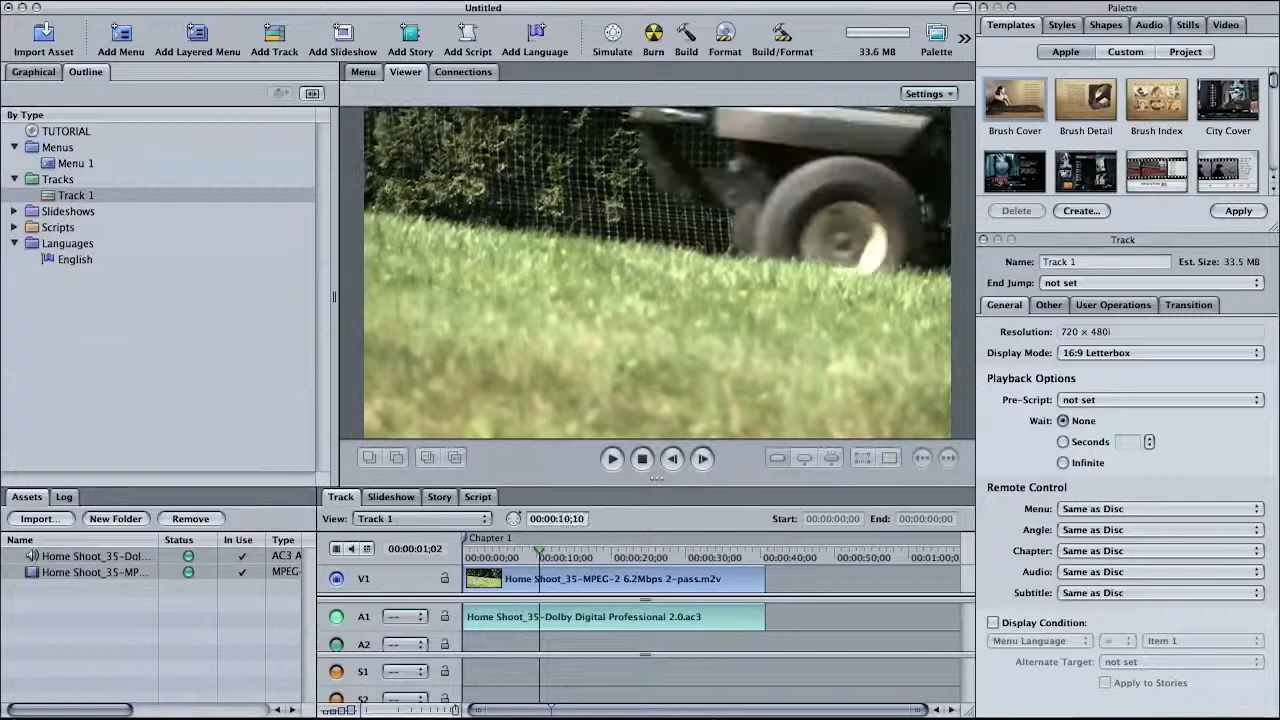 Untitled
Import Asset
Add Menu
Add Layered Menu
Add Track
Add Slideshow
Add Story
Add Script
Add Language
Simulate
Burn
Build
Format
Build/Format
33.6 MB
Palette
Graphical
Outline
By Type
TUTORIAL
Menus
Menu 1
Tracks
Track 1
Slideshows
Scripts
Languages
English
Menu
Viewer
Connections
Settings
Palette
Templates
Styles
Shapes
Audio
Stills
Video
Apple
Custom
Project
Brush Cover
Brush Detail
Brush Index
City Cover
Delete
Create...
Apply
Track
Name: Track 1
Est. Size: 33.5 MB
End Jump: not set
General
Other
User Operations
Transition
Resolution: 720 × 480i
Display Mode: 16:9 Letterbox
Playback Options
Pre-Script: not set
Wait: None
Seconds
Infinite
Remote Control
Menu: Same as Disc
Angle: Same as Disc
Chapter: Same as Disc
Audio: Same as Disc
Subtitle: Same as Disc
Display Condition:
Menu Language
=
Item 1
Alternate Target: not set
Apply to Stories
Assets
Log
Import...
New Folder
Remove
Name
Status
In Use
Type
Home Shoot_35-Dol...
AC3 A
Home Shoot_35-MP...
MPEG-
Track
Slideshow
Story
Script
View: Track 1
00:00:10;10
Start: 00:00:00;00
End: 00:00:00;00
00:00:01;02
Chapter 1
00:00:00;00
00:00:10;00
00:00:20;00
00:00:30;00
00:00:40;00
00:00:50;00
00:01:0
V1
Home Shoot_35-MPEG-2 6.2Mbps 2-pass.m2v
A1
--
Home Shoot_35-Dolby Digital Professional 2.0.ac3
A2
--
S1
--
S2
--